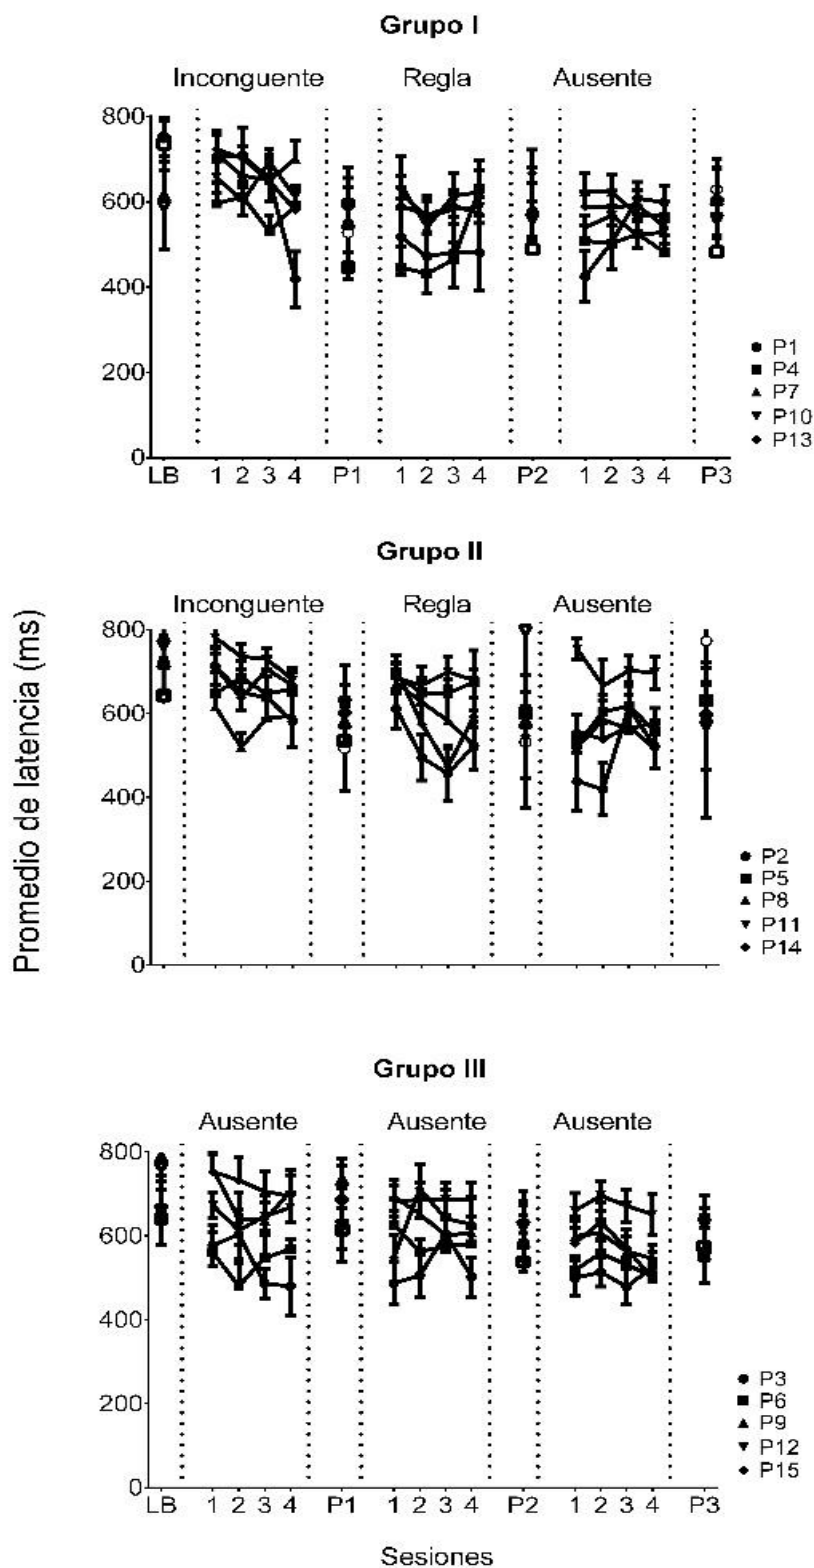 Grupo I
Inconguente Regla Ausente
800
600
400
200
0
LB 1 2 3 4 P1 1 2 3 4 P2 1 2 3 4 P3
P1
P4
P7
P10
P13
Promedio de latencia (ms)
Grupo II
Inconguente Regla Ausente
800
600
400
200
0
P2
P5
P8
P11
P14
Grupo III
Ausente Ausente Ausente
800
600
400
200
0
LB 1 2 3 4 P1 1 2 3 4 P2 1 2 3 4 P3
P3
P6
P9
P12
P15
Sesiones